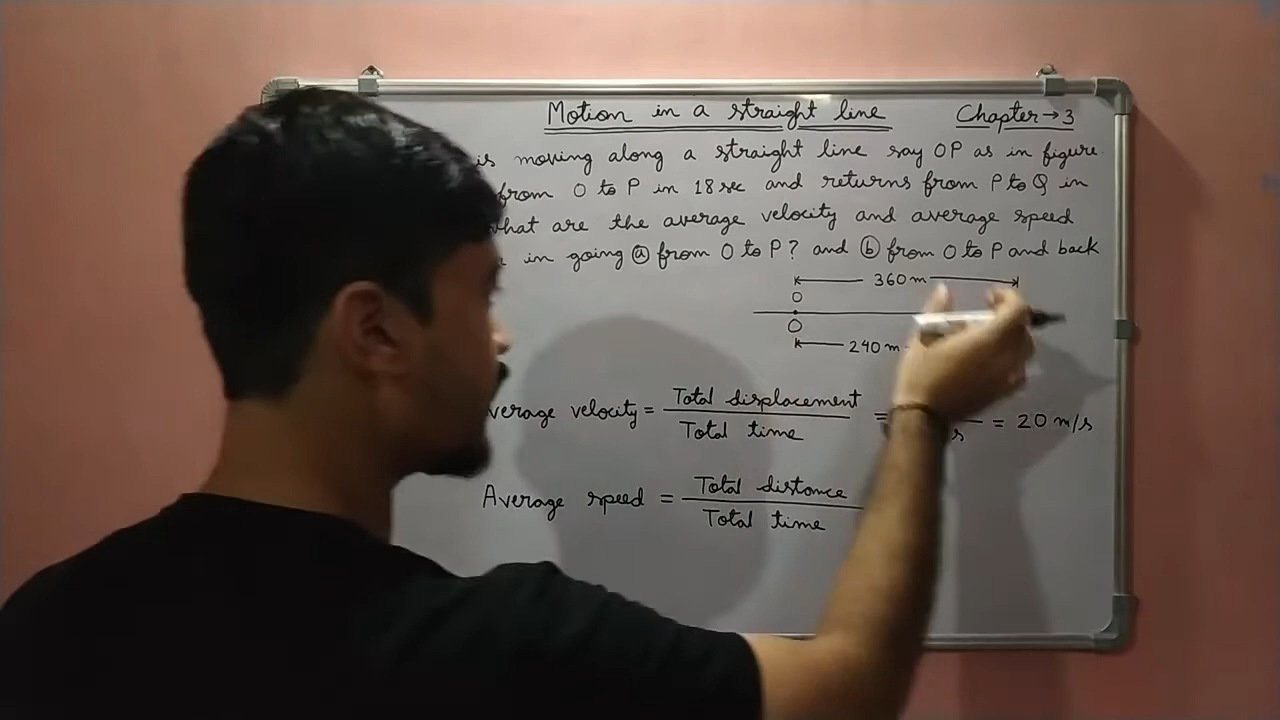 Motion in a straight line Chapter→3
is moving along a straight line say OP as in figure.
from O to P in 18 sec and returns from P to Q in
what are the average velocity and average speed
in going ⓐ from O to P? and ⓑ from O to P and back
360 m
O
O
240 m
verage velocity = Total displacement / Total time = = 20 m/s
s
Average speed = Total distance / Total time